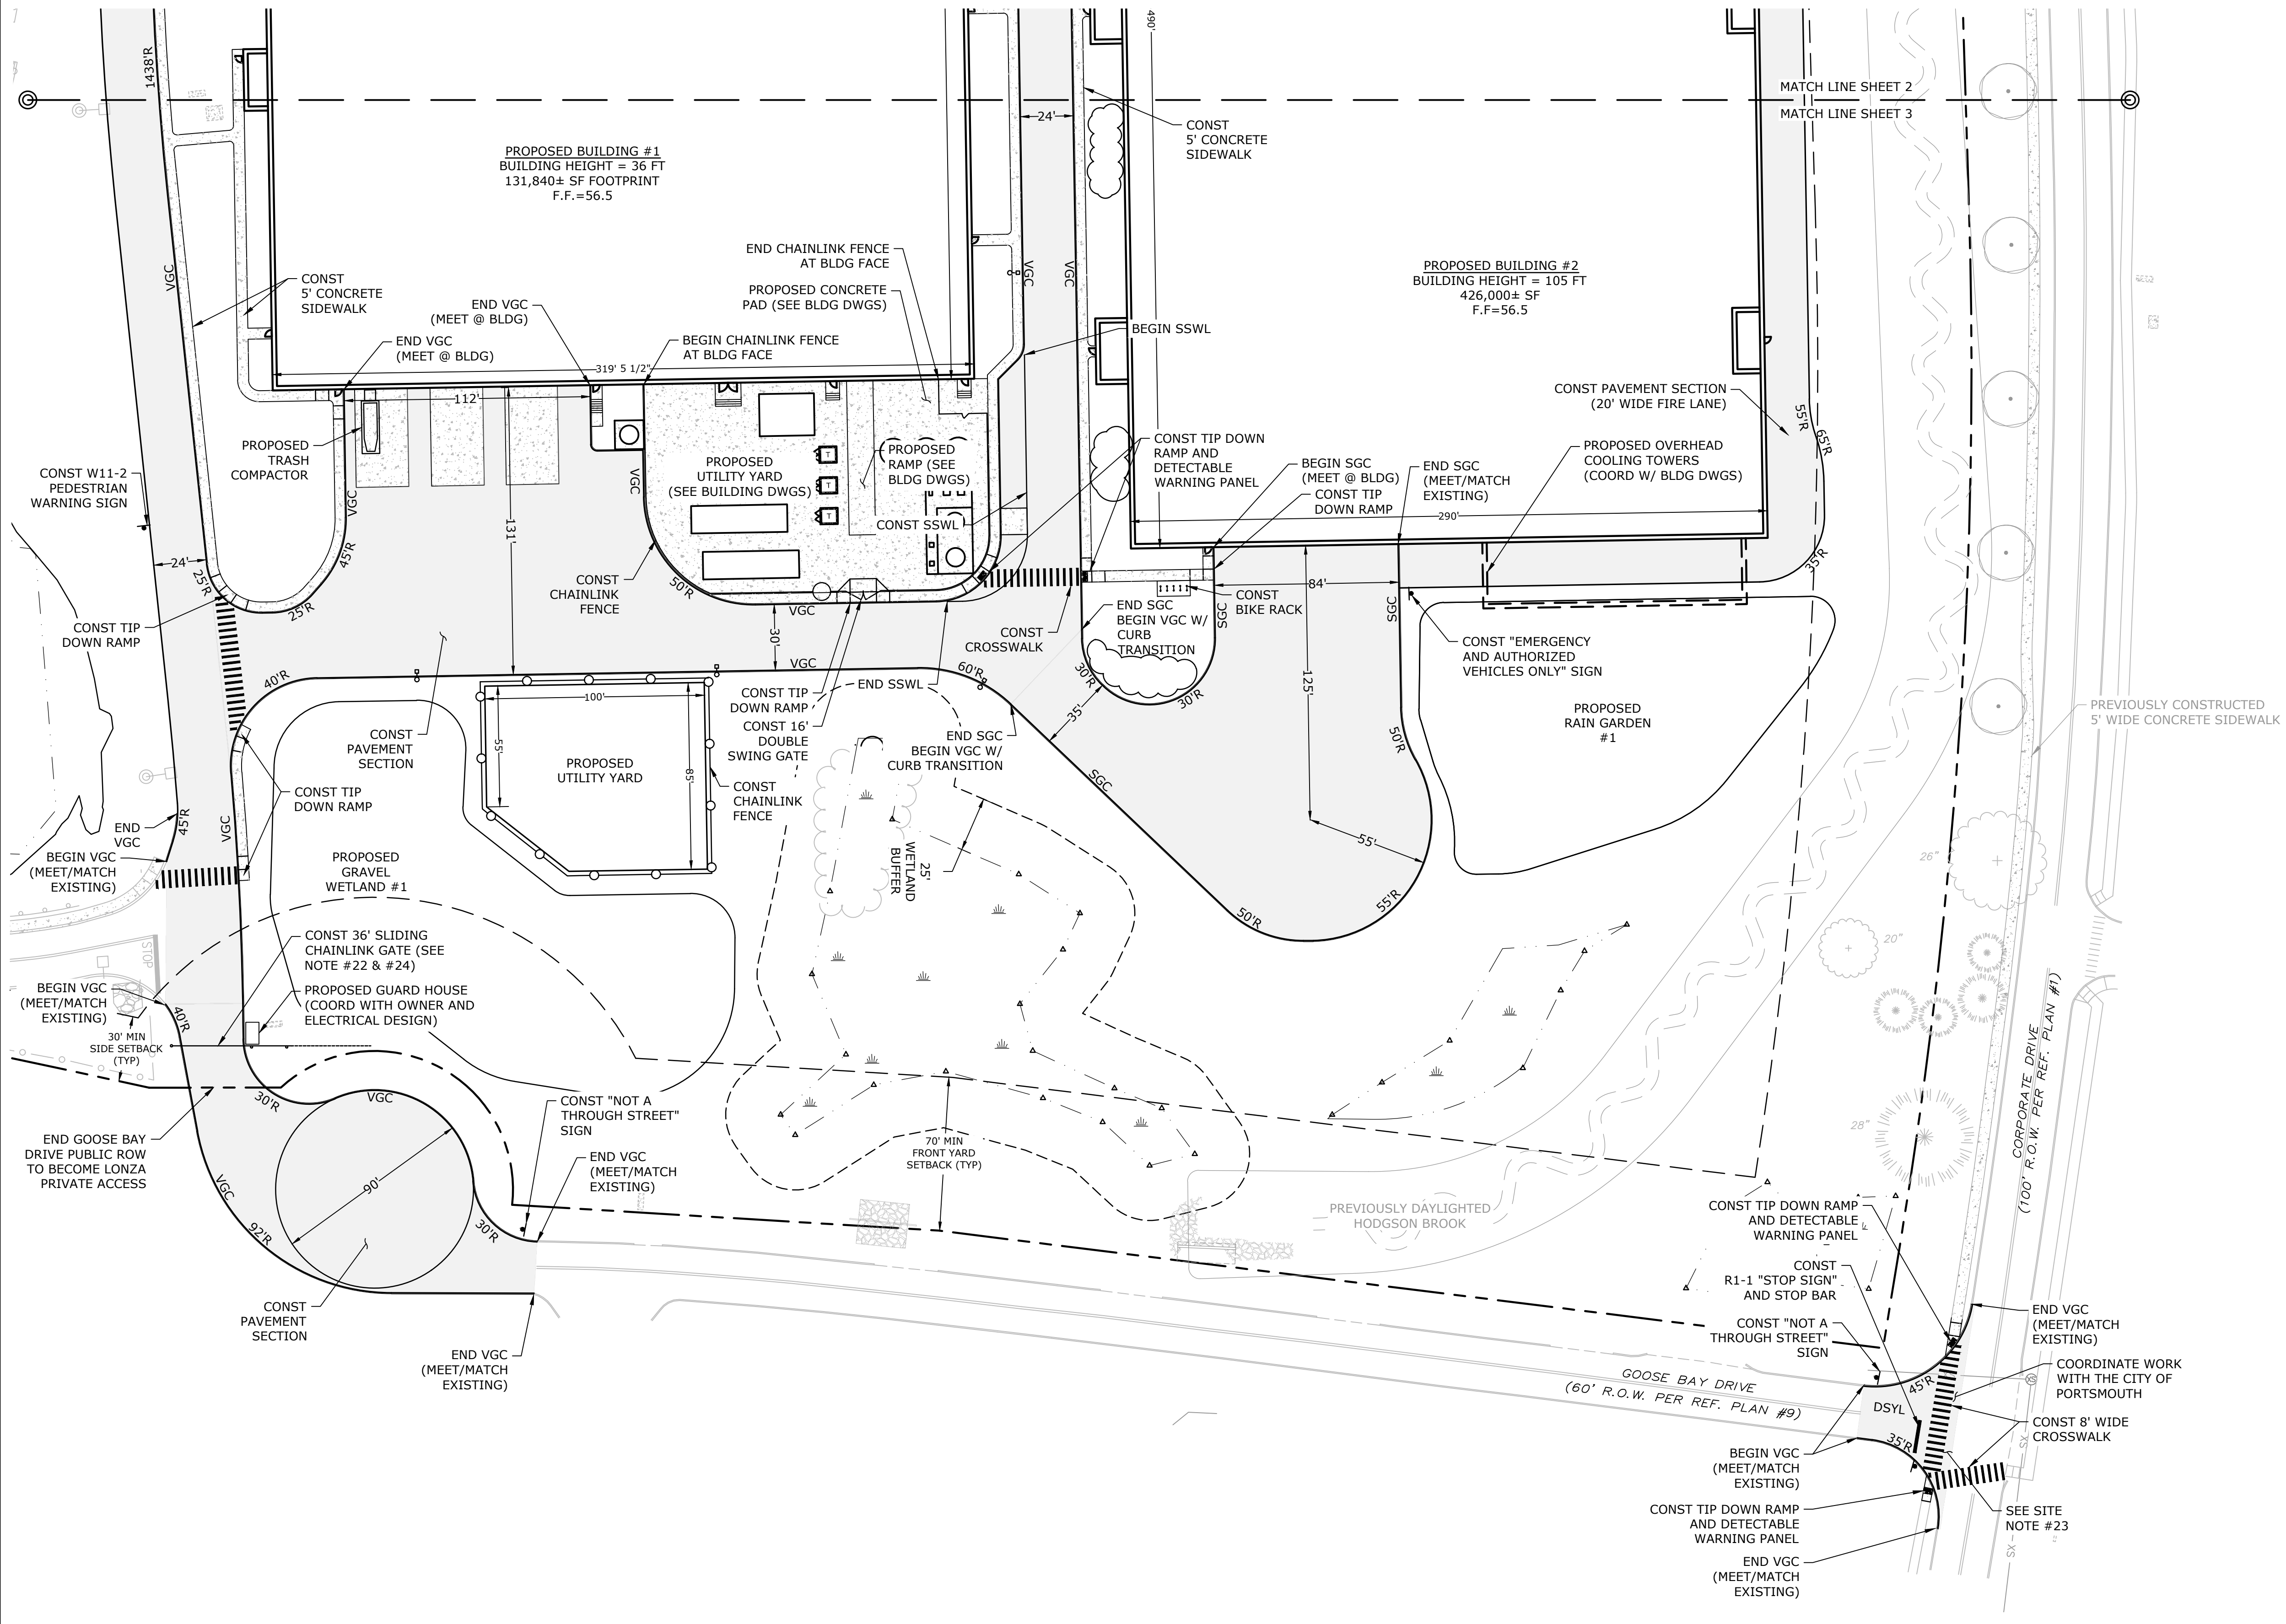 1438'R
490'
MATCH LINE SHEET 2
MATCH LINE SHEET 3
24'
CONST
5' CONCRETE
SIDEWALK
PROPOSED BUILDING #1
BUILDING HEIGHT = 36 FT
131,840± SF FOOTPRINT
F.F.=56.5
PROPOSED BUILDING #2
BUILDING HEIGHT = 105 FT
426,000± SF
F.F=56.5
END CHAINLINK FENCE
AT BLDG FACE
PROPOSED CONCRETE
PAD (SEE BLDG DWGS)
VGC
VGC
VGC
CONST
5' CONCRETE
SIDEWALK
END VGC
(MEET @ BLDG)
END VGC
(MEET @ BLDG)
BEGIN CHAINLINK FENCE
AT BLDG FACE
BEGIN SSWL
319' 5 1/2"
112'
CONST PAVEMENT SECTION
(20' WIDE FIRE LANE)
55'R
65'R
PROPOSED
TRASH
COMPACTOR
CONST W11-2
PEDESTRIAN
WARNING SIGN
VGC
VGC
131'
PROPOSED
UTILITY YARD
(SEE BUILDING DWGS)
T
T
T
PROPOSED
RAMP (SEE
BLDG DWGS)
CONST SSWL
CONST TIP DOWN
RAMP AND
DETECTABLE
WARNING PANEL
BEGIN SGC
(MEET @ BLDG)
CONST TIP
DOWN RAMP
END SGC
(MEET/MATCH
EXISTING)
PROPOSED OVERHEAD
COOLING TOWERS
(COORD W/ BLDG DWGS)
290'
24'
25'R
45'R
25'R
CONST
CHAINLINK
FENCE
50'R
VGC
30'
84'
35'R
CONST
BIKE RACK
END SGC
BEGIN VGC W/
CURB
TRANSITION
SGC
SGC
CONST
CROSSWALK
CONST TIP
DOWN RAMP
CONST "EMERGENCY
AND AUTHORIZED
VEHICLES ONLY" SIGN
40'R
VGC
60'R
30'R
30'R
35'
125'
END SSWL
100'
55'
85'
CONST TIP
DOWN RAMP
CONST 16'
DOUBLE
SWING GATE
END SGC
BEGIN VGC W/
CURB TRANSITION
PROPOSED
RAIN GARDEN
#1
PREVIOUSLY CONSTRUCTED
5' WIDE CONCRETE SIDEWALK
CONST
PAVEMENT
SECTION
PROPOSED
UTILITY YARD
CONST
CHAINLINK
FENCE
SGC
50'R
CONST TIP
DOWN RAMP
45'R
VGC
END
VGC
BEGIN VGC
(MEET/MATCH
EXISTING)
PROPOSED
GRAVEL
WETLAND #1
25'
WETLAND
BUFFER
55'
55'R
50'R
26"
20"
28"
CONST 36' SLIDING
CHAINLINK GATE (SEE
NOTE #22 & #24)
STOP
BEGIN VGC
(MEET/MATCH
EXISTING)
40'R
PROPOSED GUARD HOUSE
(COORD WITH OWNER AND
ELECTRICAL DESIGN)
30' MIN
SIDE SETBACK
(TYP)
CORPORATE DRIVE
(100' R.O.W. PER REF. PLAN #1)
30'R
VGC
CONST "NOT A
THROUGH STREET"
SIGN
END GOOSE BAY
DRIVE PUBLIC ROW
TO BECOME LONZA
PRIVATE ACCESS
END VGC
(MEET/MATCH
EXISTING)
70' MIN
FRONT YARD
SETBACK (TYP)
VGC
90'
92'R
30'R
PREVIOUSLY DAYLIGHTED
HODGSON BROOK
CONST TIP DOWN RAMP
AND DETECTABLE
WARNING PANEL
CONST
R1-1 "STOP SIGN"
AND STOP BAR
CONST
PAVEMENT
SECTION
END VGC
(MEET/MATCH
EXISTING)
CONST "NOT A
THROUGH STREET"
SIGN
END VGC
(MEET/MATCH
EXISTING)
COORDINATE WORK
WITH THE CITY OF
PORTSMOUTH
GOOSE BAY DRIVE
(60' R.O.W. PER REF. PLAN #9)
45'R
DSYL
35'R
CONST 8' WIDE
CROSSWALK
SX
BEGIN VGC
(MEET/MATCH
EXISTING)
CONST TIP DOWN RAMP
AND DETECTABLE
WARNING PANEL
SEE SITE
NOTE #23
SX
END VGC
(MEET/MATCH
EXISTING)